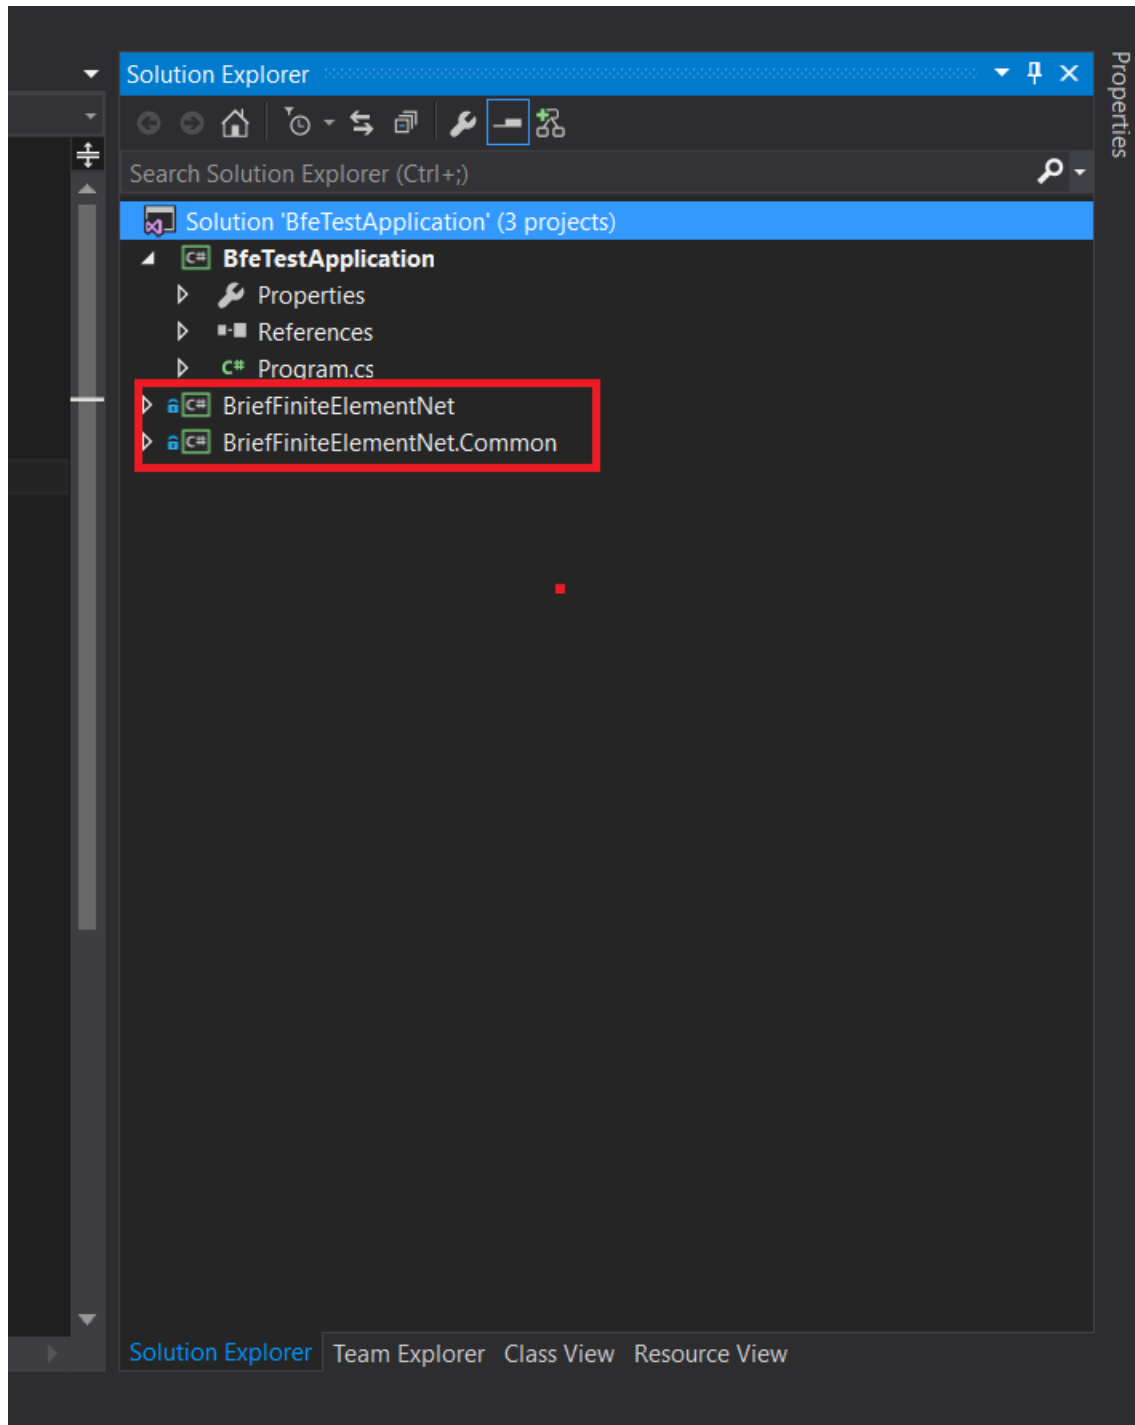 Solution Explorer
Properties
Search Solution Explorer (Ctrl+;)
Solution 'BfeTestApplication' (3 projects)
C# BfeTestApplication
Properties
References
C# Program.cs
C# BriefFiniteElementNet
C# BriefFiniteElementNet.Common
Solution Explorer Team Explorer Class View Resource View